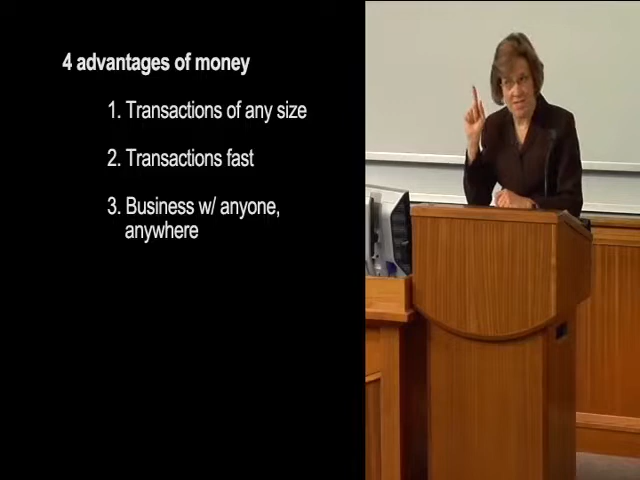 4 advantages of money
1. Transactions of any size
2. Transactions fast
3. Business w/ anyone,
anywhere